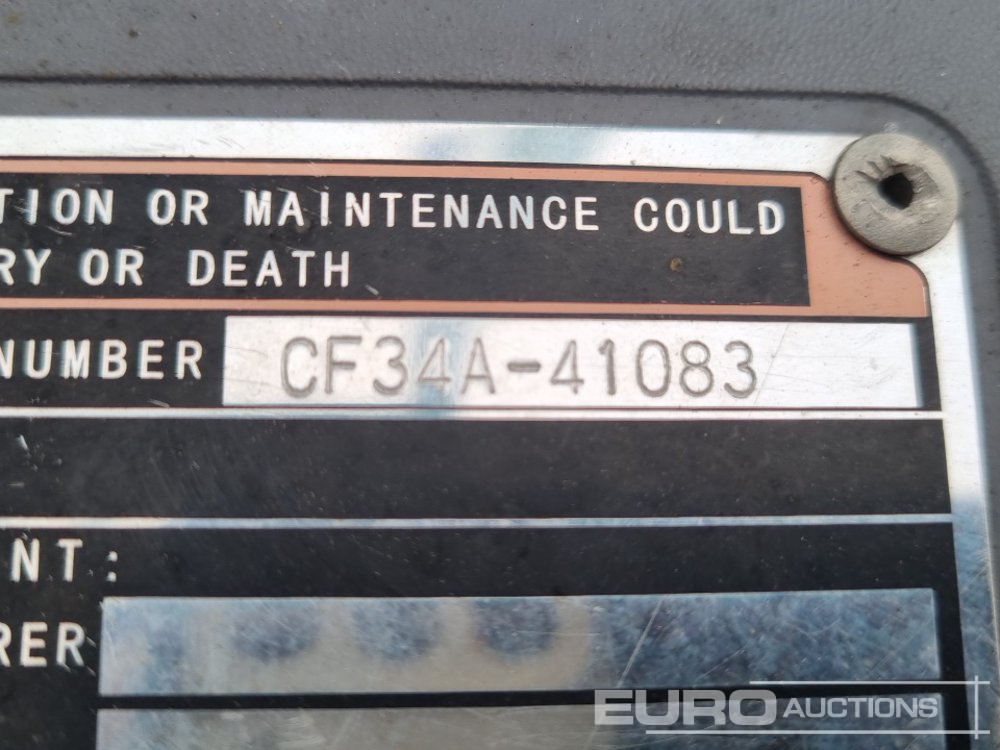 TION OR MAINTENANCE COULD
RY OR DEATH
NUMBER CF34A-41083
NT:
RER
EURO AUCTIONS